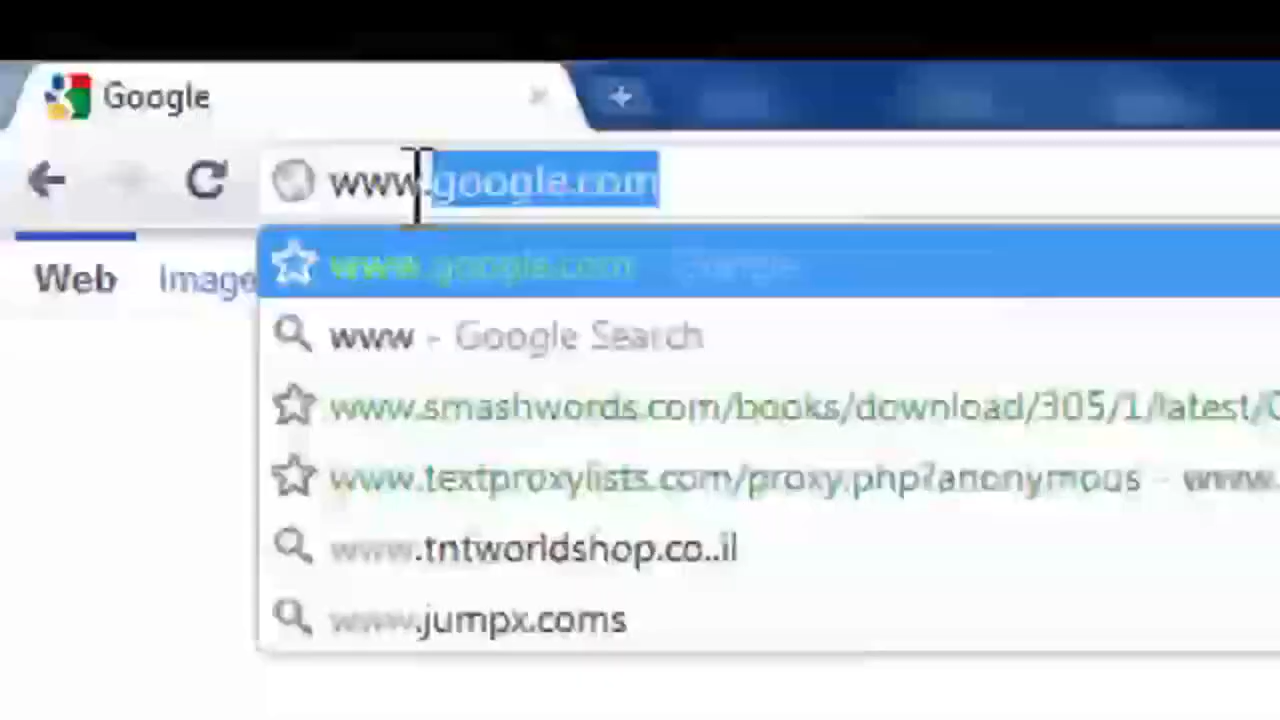 Google
www.google.com
Web Image
www.google.com Google
www - Google Search
www.smashwords.com/books/download/305/1/latest/
www.textproxylists.com/proxy.php?anonymous - www.
www.tntworldshop.co..il
www.jumpx.coms